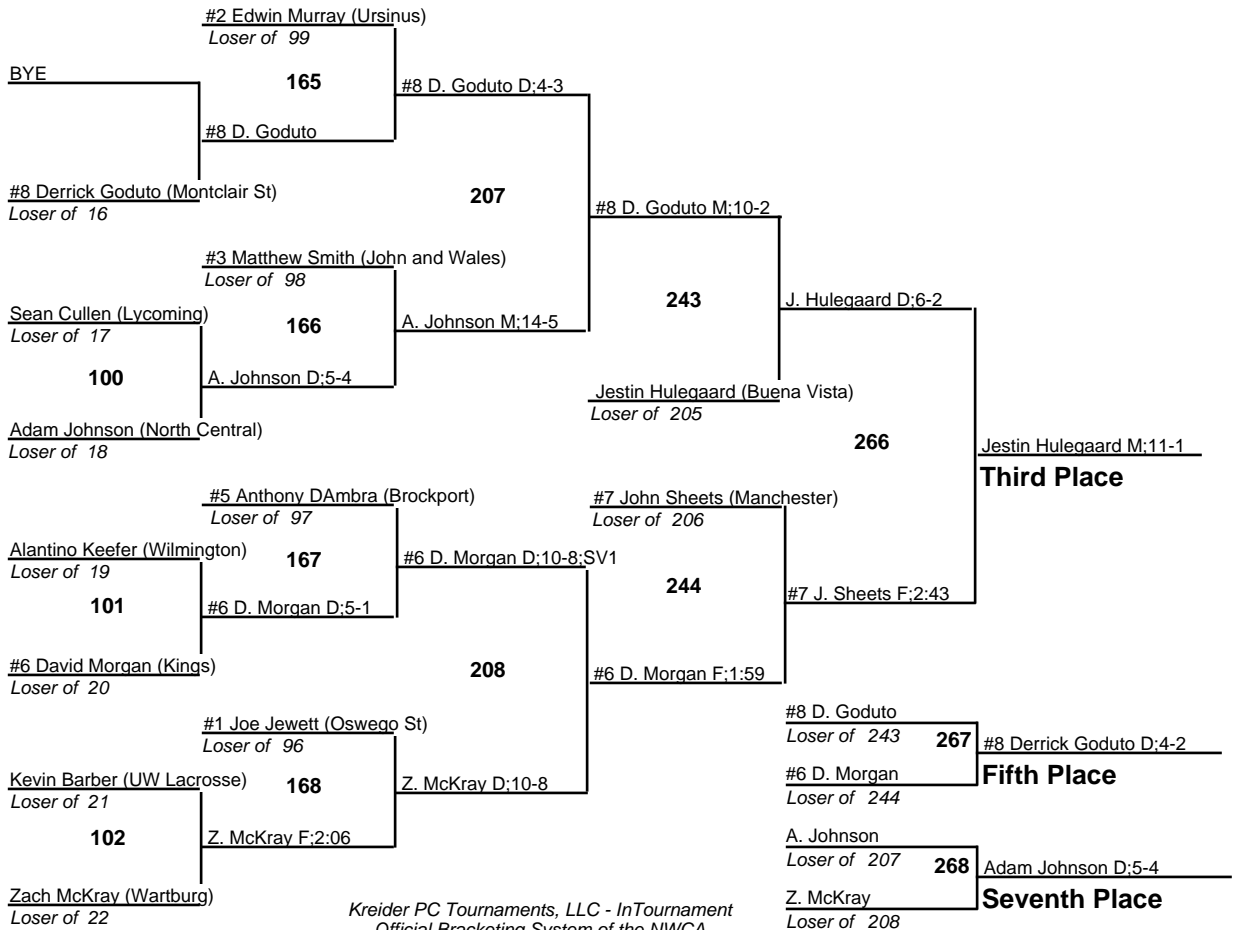 #2 Edwin Murray (Ursinus)
Loser of 99
BYE
165
#8 D. Goduto D;4-3
#8 D. Goduto
#8 Derrick Goduto (Montclair St)
Loser of 16
207
#8 D. Goduto M;10-2
#3 Matthew Smith (John and Wales)
Loser of 98
Sean Cullen (Lycoming)
Loser of 17
166
A. Johnson M;14-5
243
J. Hulegaard D;6-2
100
A. Johnson D;5-4
Jestin Hulegaard (Buena Vista)
Loser of 205
Adam Johnson (North Central)
Loser of 18
266
Jestin Hulegaard M;11-1
Third Place
#5 Anthony DAmbra (Brockport)
Loser of 97
#7 John Sheets (Manchester)
Loser of 206
Alantino Keefer (Wilmington)
Loser of 19
167
#6 D. Morgan D;10-8;SV1
244
#7 J. Sheets F;2:43
101
#6 D. Morgan D;5-1
#6 David Morgan (Kings)
Loser of 20
208
#6 D. Morgan F;1:59
#1 Joe Jewett (Oswego St)
Loser of 96
#8 D. Goduto
Loser of 243
267
#8 Derrick Goduto D;4-2
Fifth Place
#6 D. Morgan
Loser of 244
Kevin Barber (UW Lacrosse)
Loser of 21
168
Z. McKray D;10-8
102
Z. McKray F;2:06
A. Johnson
Loser of 207
268
Adam Johnson D;5-4
Seventh Place
Z. McKray
Loser of 208
Zach McKray (Wartburg)
Loser of 22
Kreider PC Tournaments, LLC - InTournament
Official Bracketing System of the NWCA